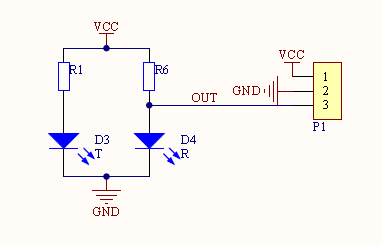 VCC
VCC
R1
R6
1
GND
2
OUT
3
P1
D3
D4
T
R
GND